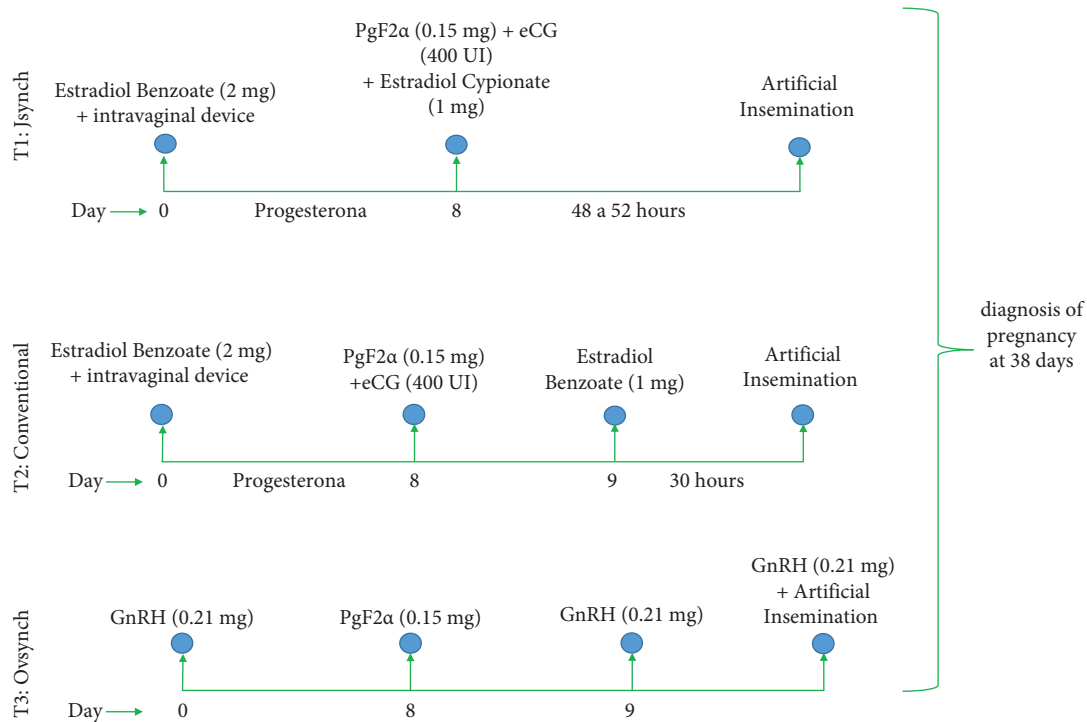 T1: Jsynch
Estradiol Benzoate (2 mg)
+ intravaginal device
PgF2α (0.15 mg) + eCG
(400 UI)
+ Estradiol Cypionate
(1 mg)
Artificial
Insemination
Day
0
Progesterona
8
48 a 52 hours
T2: Conventional
Estradiol Benzoate (2 mg)
+ intravaginal device
PgF2α (0.15 mg)
+eCG (400 UI)
Estradiol
Benzoate (1 mg)
Artificial
Insemination
Day
0
Progesterona
8
9
30 hours
T3: Ovsynch
GnRH (0.21 mg)
PgF2α (0.15 mg)
GnRH (0.21 mg)
GnRH (0.21 mg)
+ Artificial
Insemination
Day
0
8
9
diagnosis of
pregnancy
at 38 days